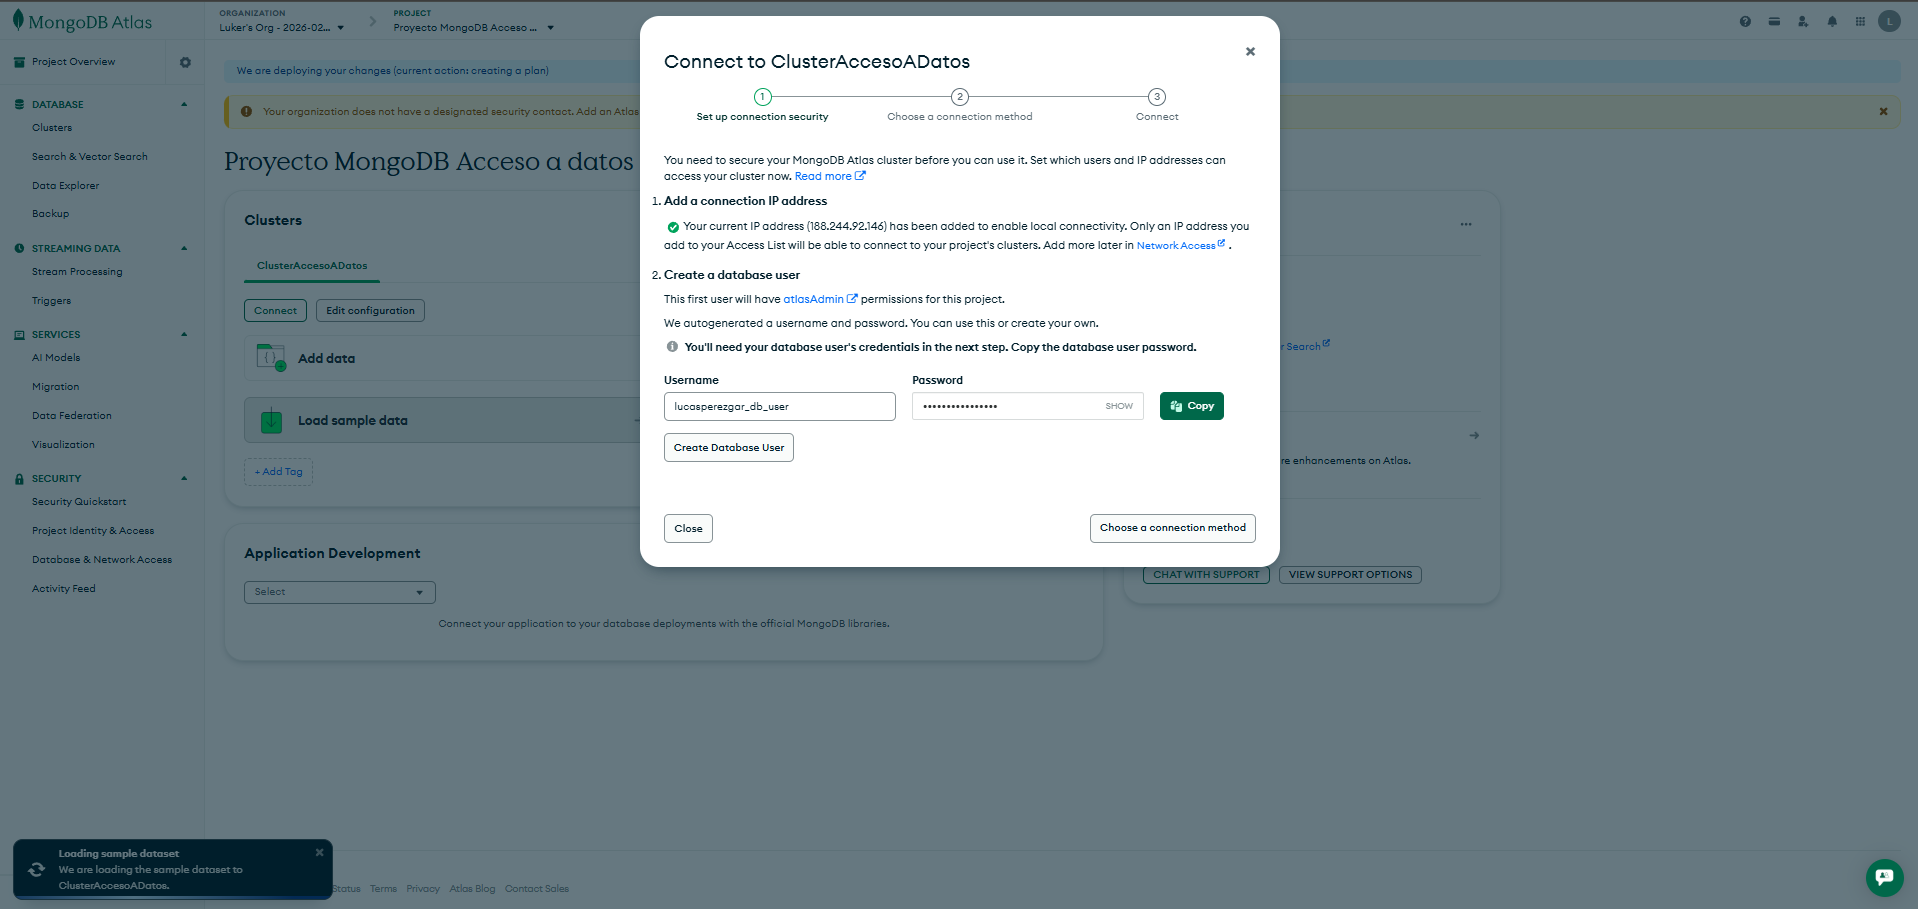 MongoDB Atlas
ORGANIZATION
Luker's Org - 2026-02...
PROJECT
Proyecto MongoDB Acceso ...
L
Project Overview
DATABASE
Clusters
Search & Vector Search
Data Explorer
Backup
STREAMING DATA
Stream Processing
Triggers
SERVICES
AI Models
Migration
Data Federation
Visualization
SECURITY
Security Quickstart
Project Identity & Access
Database & Network Access
Activity Feed
We are deploying your changes (current action: creating a plan)
Your organization does not have a designated security contact. Add an Atlas
Proyecto MongoDB Acceso a datos
Clusters
ClusterAccesoADatos
Connect
Edit configuration
Add data
Load sample data
+ Add Tag
Application Development
Select
Connect your application to your database deployments with the official MongoDB libraries.
Connect to ClusterAccesoADatos
1
2
3
Set up connection security
Choose a connection method
Connect
You need to secure your MongoDB Atlas cluster before you can use it. Set which users and IP addresses can
access your cluster now. Read more
1. Add a connection IP address
Your current IP address (188.244.92.146) has been added to enable local connectivity. Only an IP address you
add to your Access List will be able to connect to your project's clusters. Add more later in Network Access .
2. Create a database user
This first user will have atlasAdmin permissions for this project.
We autogenerated a username and password. You can use this or create your own.
You'll need your database user's credentials in the next step. Copy the database user password.
Username
Password
lucasperezgar_db_user
••••••••••••••••
SHOW
Copy
Create Database User
Close
Choose a connection method
r Search
re enhancements on Atlas.
CHAT WITH SUPPORT
VIEW SUPPORT OPTIONS
Loading sample dataset
We are loading the sample dataset to
ClusterAccesoADatos.
Status Terms Privacy Atlas Blog Contact Sales